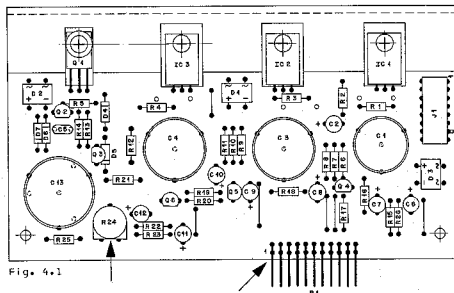 Q1
IC3
IC2
IC1
D2
D1
R5
R4
R3
R2
R1
J1
Q2
D4
C5
C2
D7
D6
R14
R13
R12
C4
R11
R10
R9
C3
R8
R7
R6
C1
Q3
D5
D3
C10
R21
C13
R19
R20
Q5
C9
R18
C8
Q4
R16
C7
C6
R24
C12
R22
R23
C11
R17
R15
R26
R25
Fig. 4.1